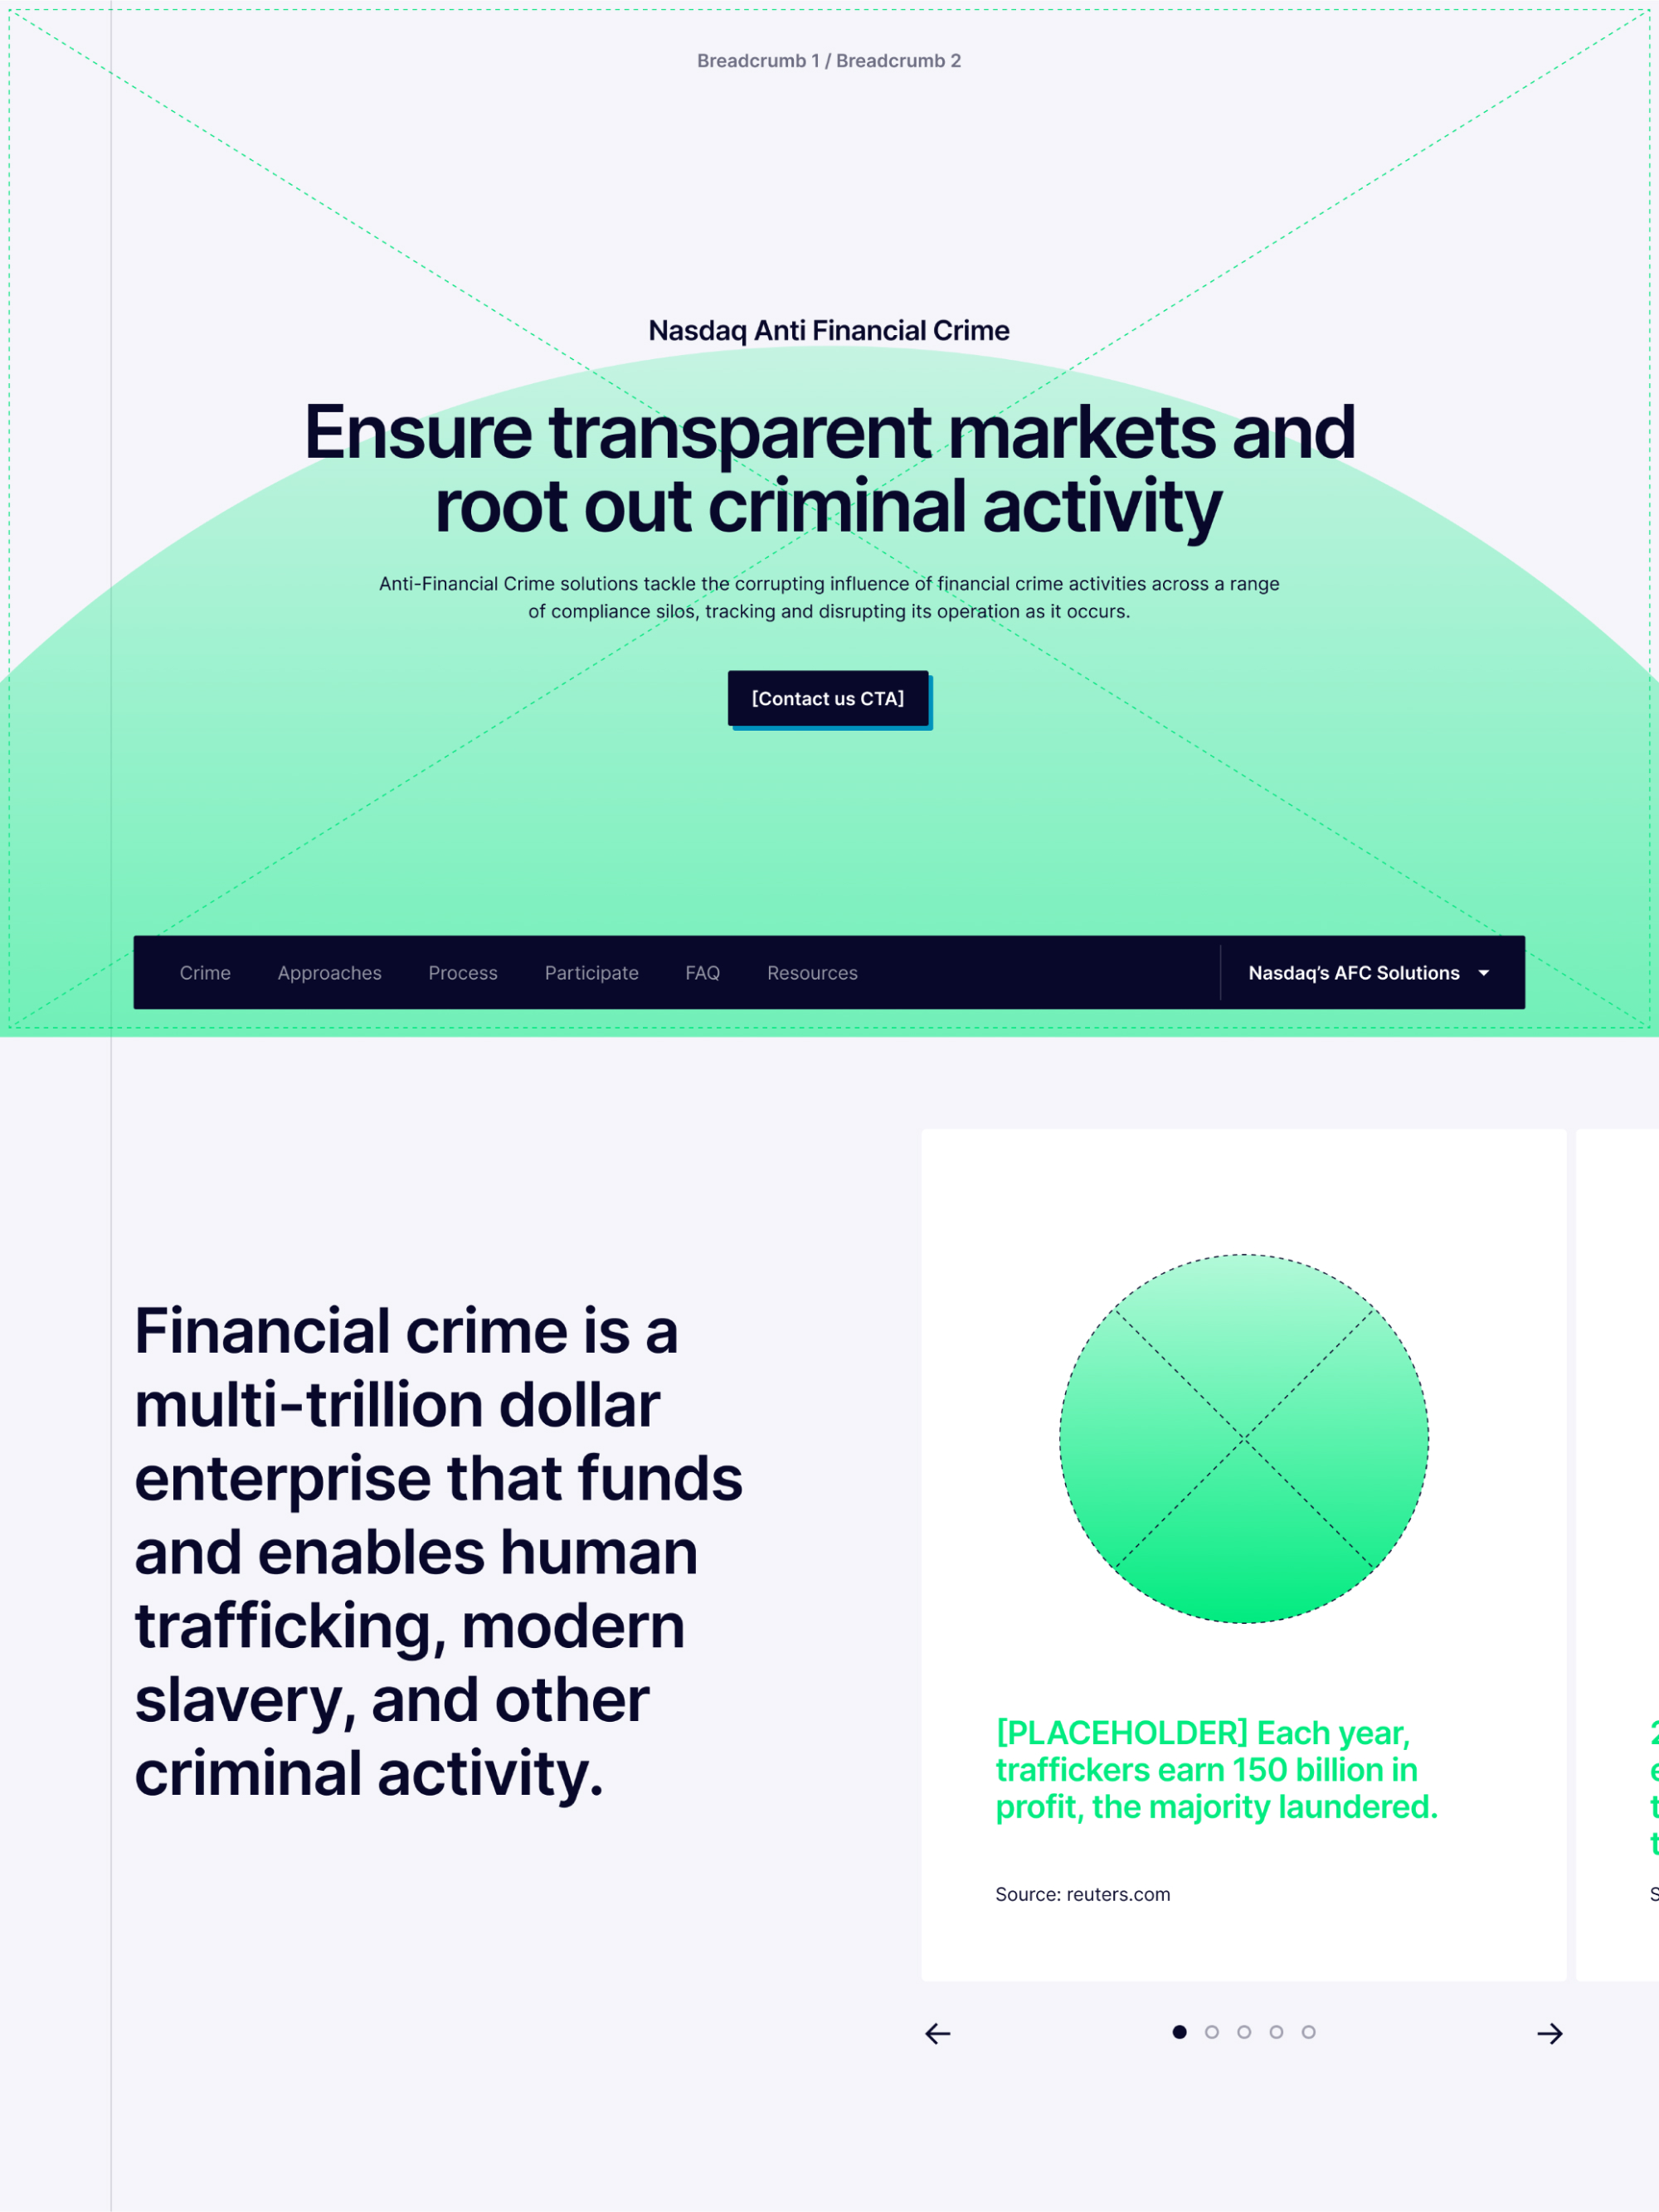 Breadcrumb 1 / Breadcrumb 2
Nasdaq Anti Financial Crime
Ensure transparent markets and
root out criminal activity
Anti-Financial Crime solutions tackle the corrupting influence of financial crime activities across a range
of compliance silos, tracking and disrupting its operation as it occurs.
[Contact us CTA]
Crime Approaches Process Participate FAQ Resources Nasdaq’s AFC Solutions
Financial crime is a
multi-trillion dollar
enterprise that funds
and enables human
trafficking, modern
slavery, and other
criminal activity.
[PLACEHOLDER] Each year,
traffickers earn 150 billion in
profit, the majority laundered.
Source: reuters.com